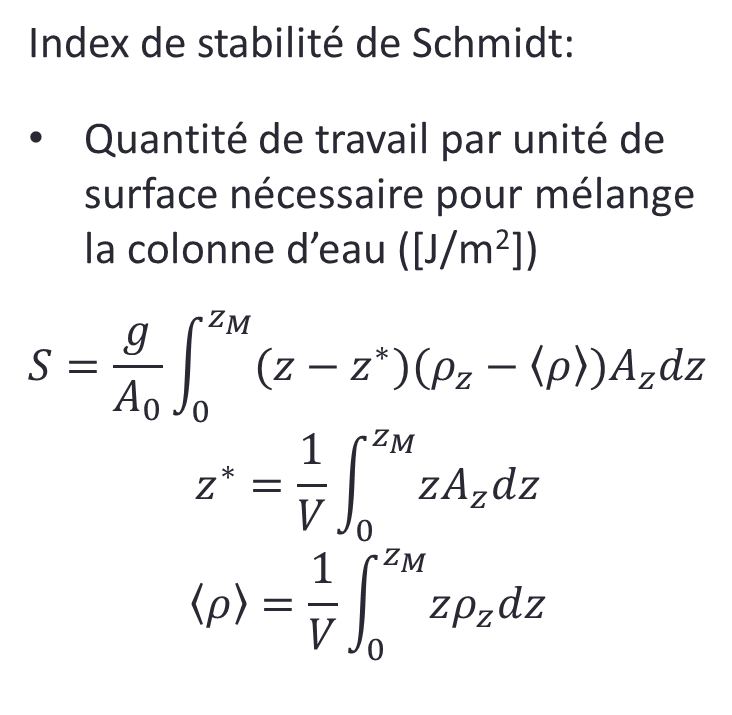 Index de stabilité de Schmidt:
• Quantité de travail par unité de
surface nécessaire pour mélange
la colonne d’eau ([J/m²])
S = g/A₀ ∫₀^{z_M} (z − z*)(ρ_z − ⟨ρ⟩)A_z dz
z* = 1/V ∫₀^{z_M} zA_z dz
⟨ρ⟩ = 1/V ∫₀^{z_M} zρ_z dz